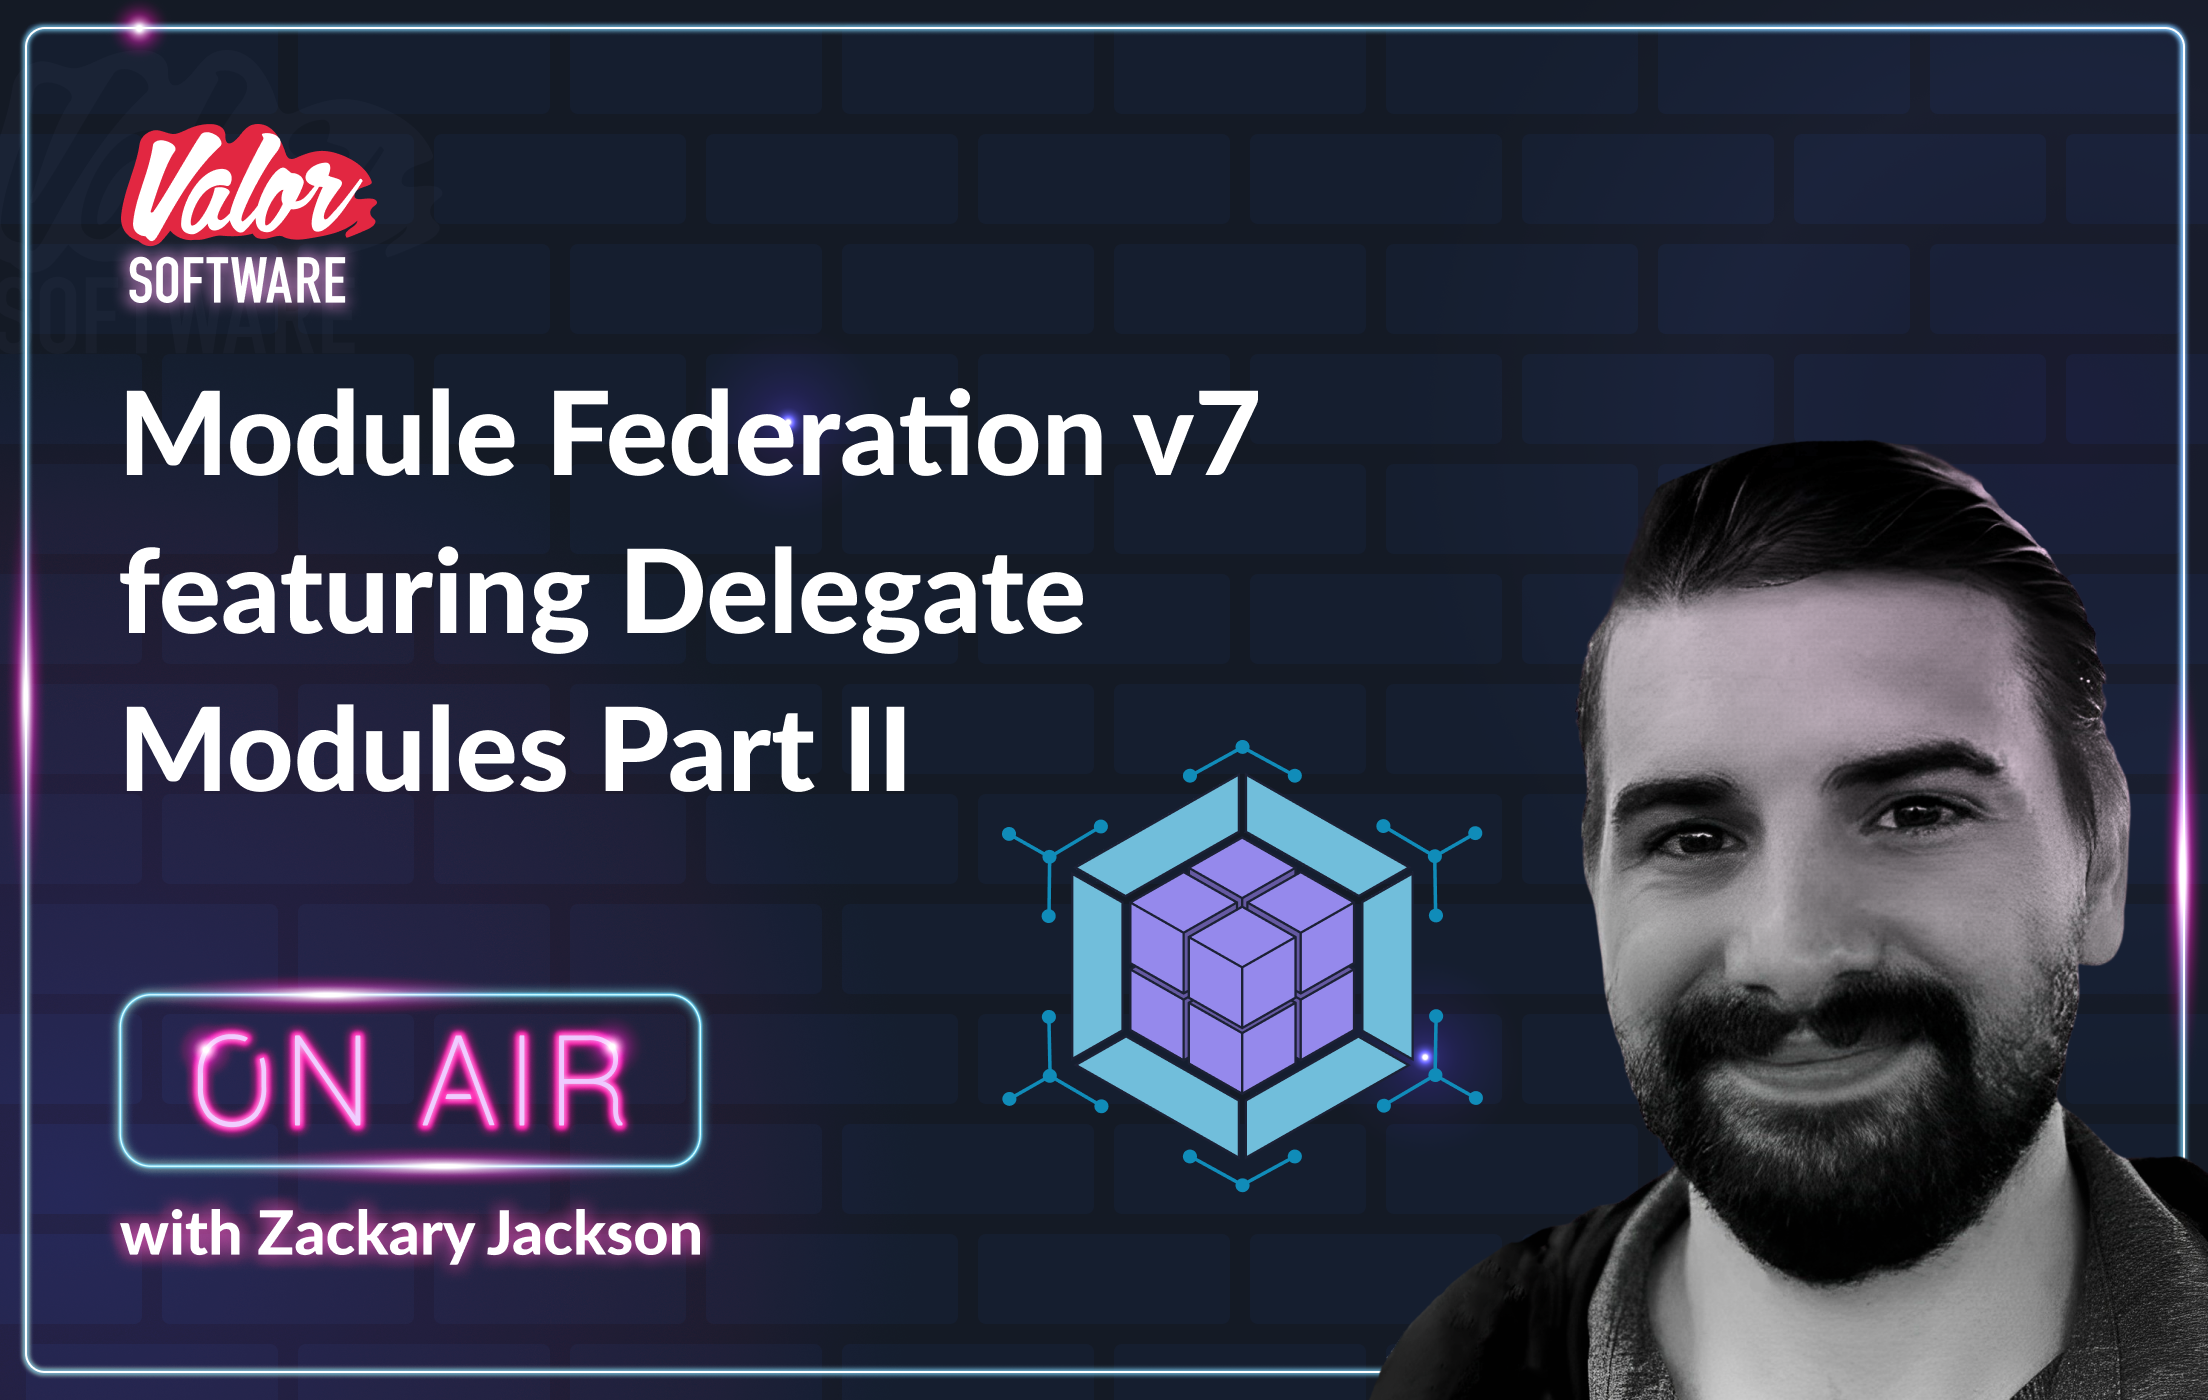 Valor
SOFTWARE
Module Federation v7
featuring Delegate
Modules Part II
ON AIR
with Zackary Jackson